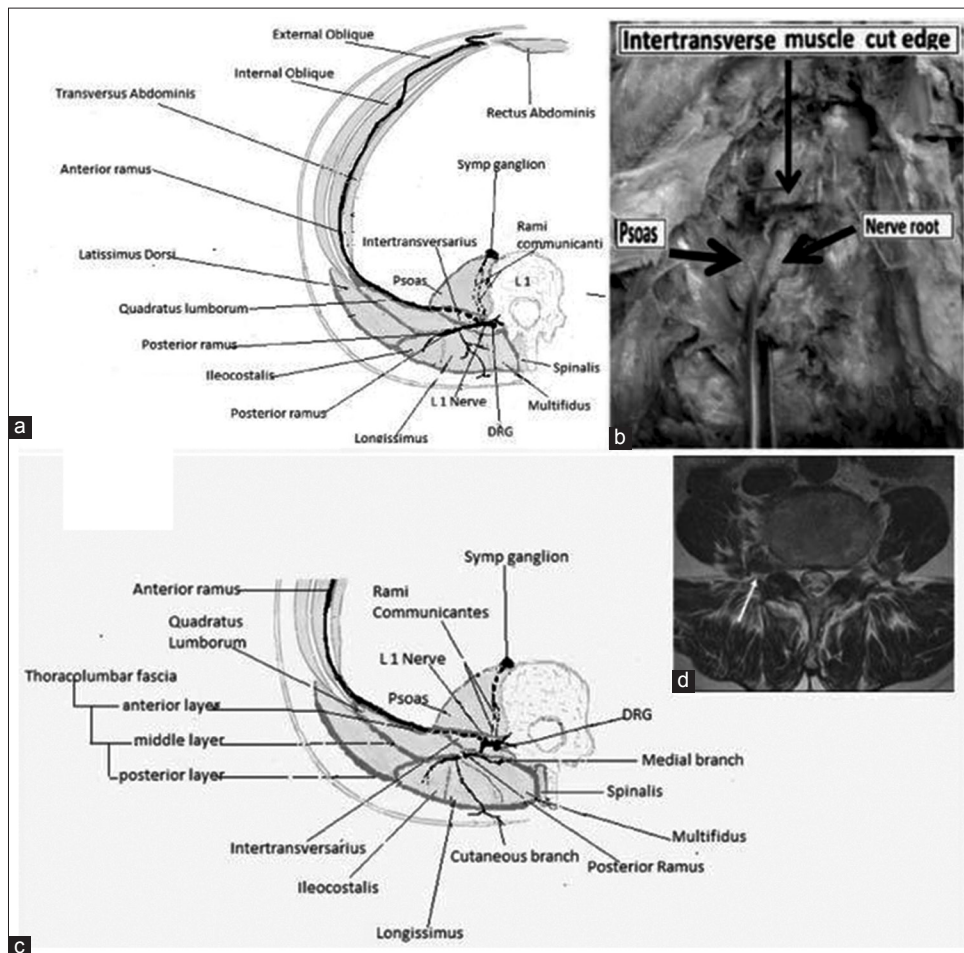 External Oblique
Internal Oblique
Transversus Abdominis
Rectus Abdominis
Anterior ramus
Symp ganglion
Latissimus Dorsi
Intertransversarius
Rami
communicanti
Psoas
L 1
Quadratus lumborum
Posterior ramus
Ileocostalis
Spinalis
Posterior ramus
L 1 Nerve
Multifidus
Longissimus
DRG
a
Intertransverse muscle cut edge
Psoas
Nerve root
b
Symp ganglion
Anterior ramus
Rami
Communicantes
Quadratus
Lumborum
L 1 Nerve
Thoracolumbar fascia
Psoas
anterior layer
DRG
middle layer
Medial branch
posterior layer
Spinalis
Multifidus
Intertransversarius
Cutaneous branch
Posterior Ramus
Ileocostalis
Longissimus
c
d